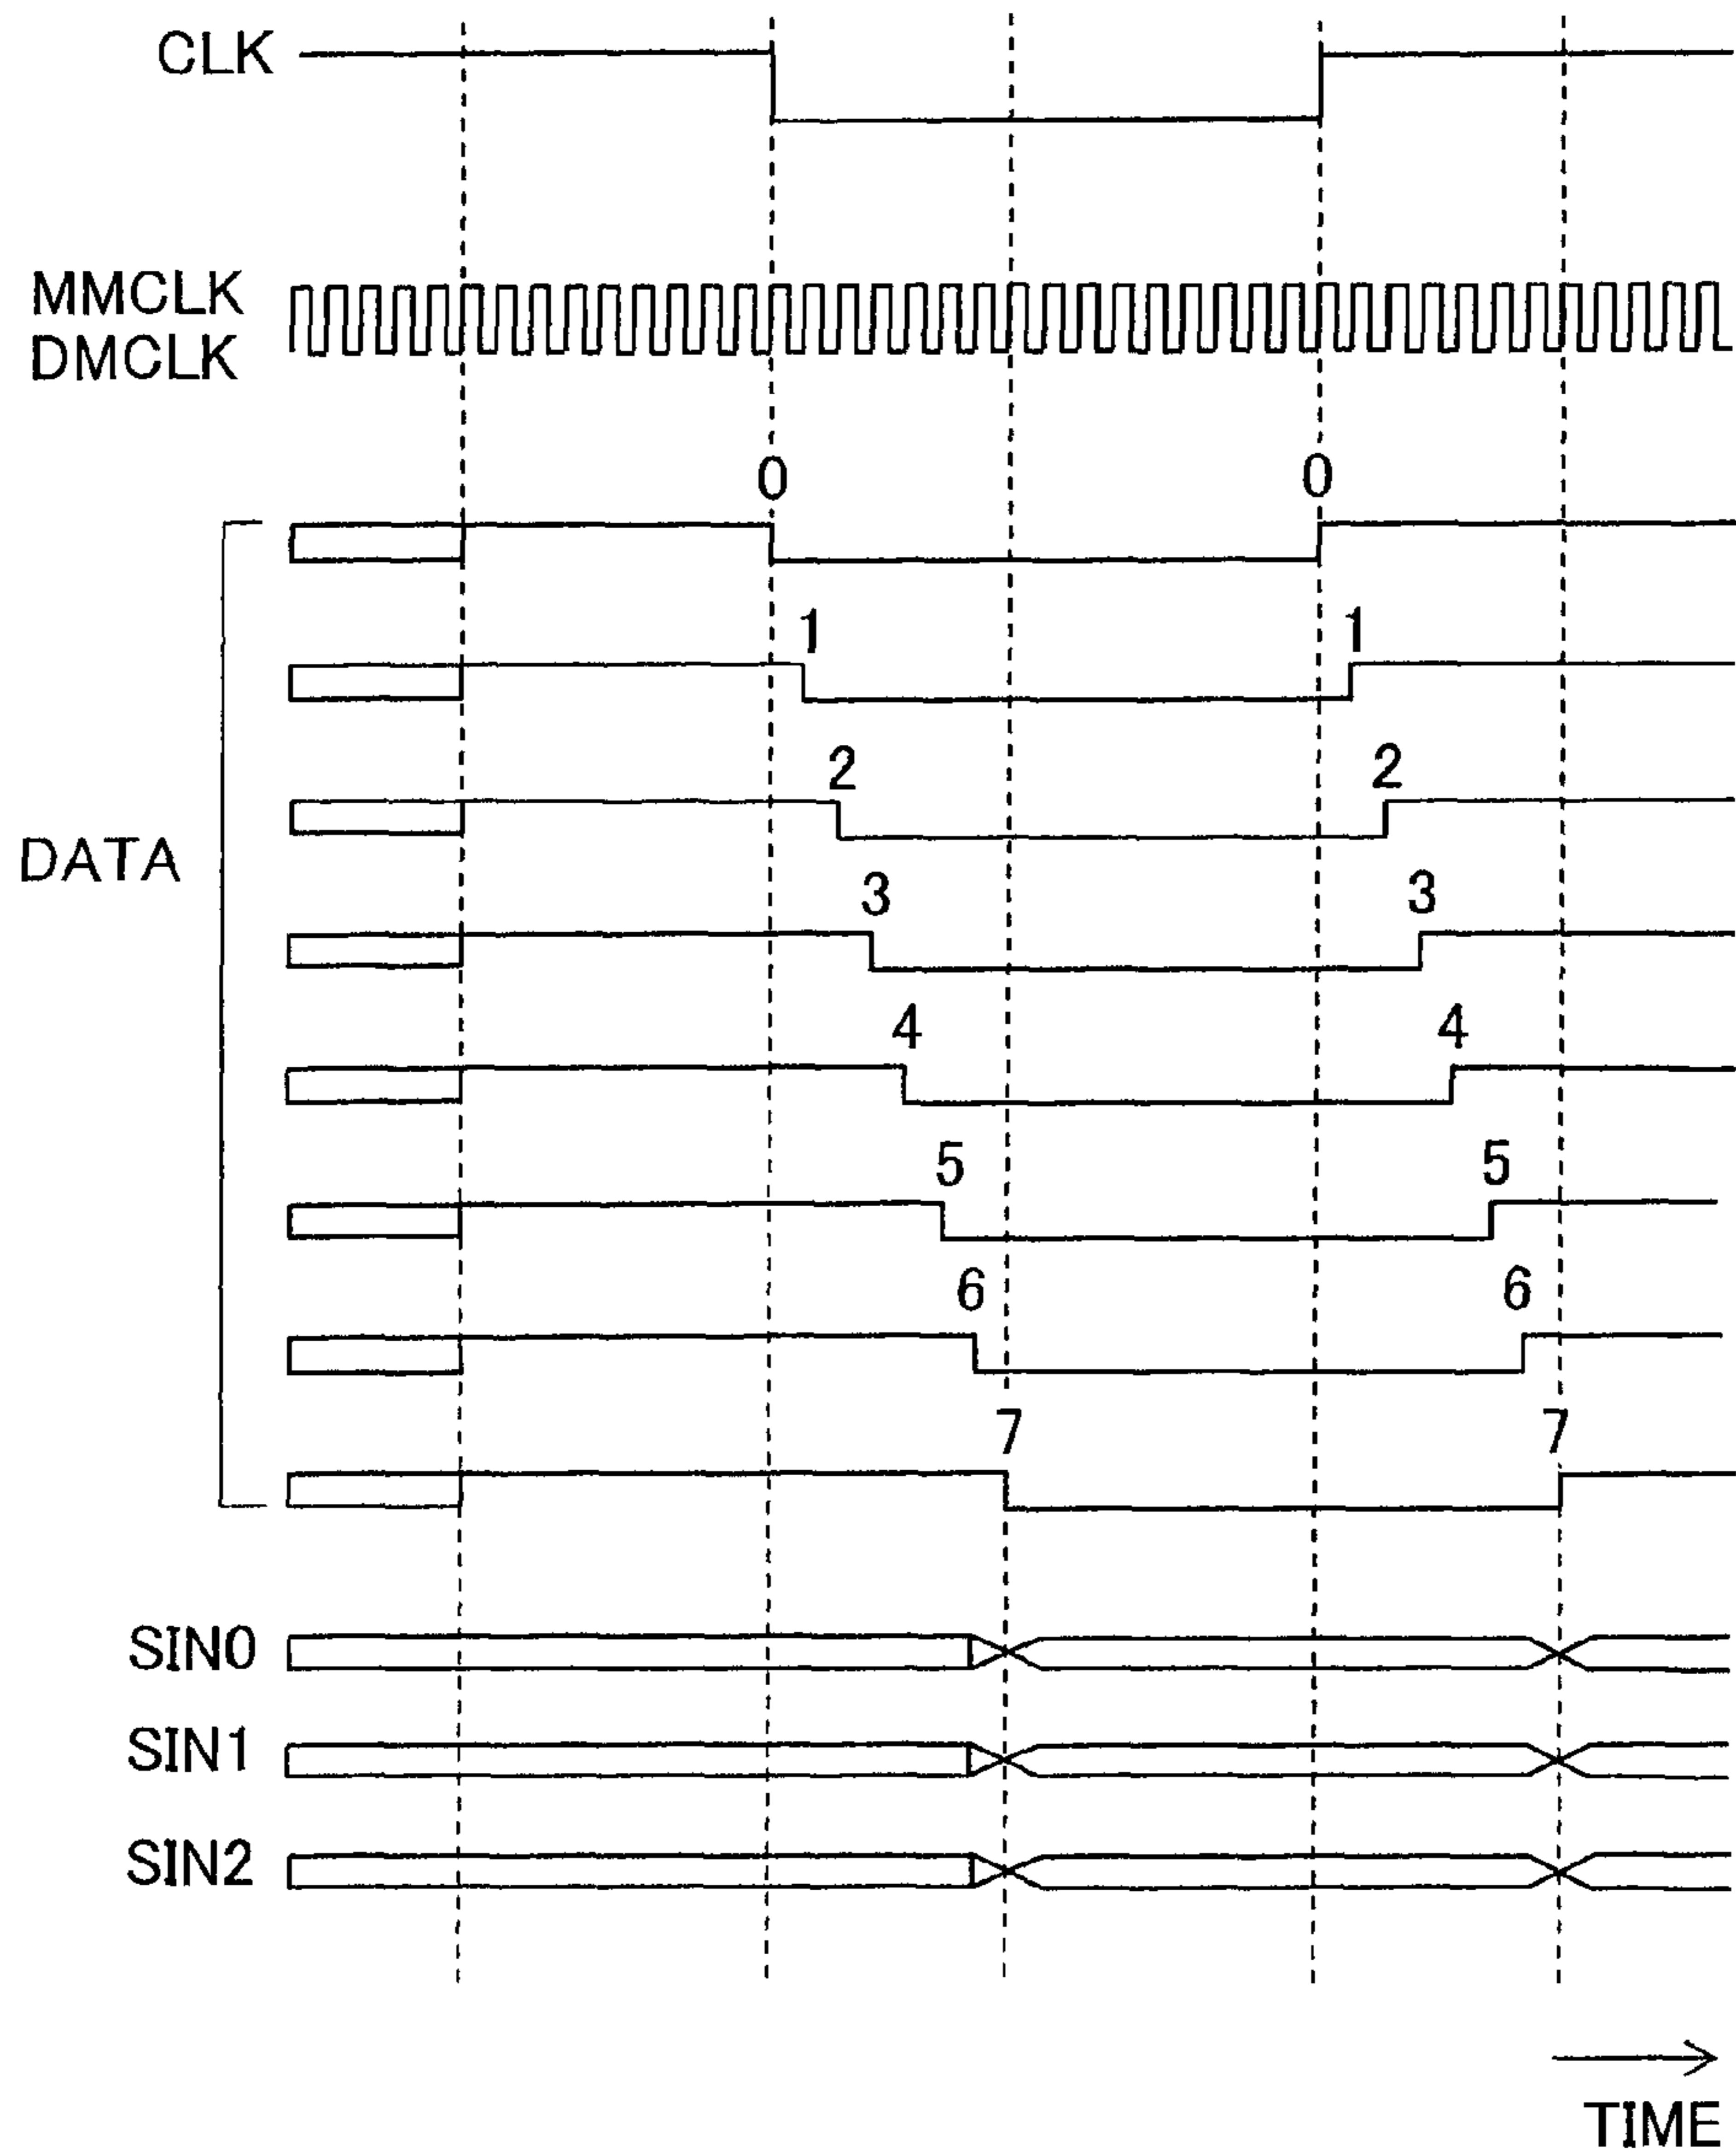 CLK
MMCLK
DMCLK
0 0
1 1
2 2
DATA
3 3
4 4
5 5
6 6
7 7
SIN0
SIN1
SIN2
TIME